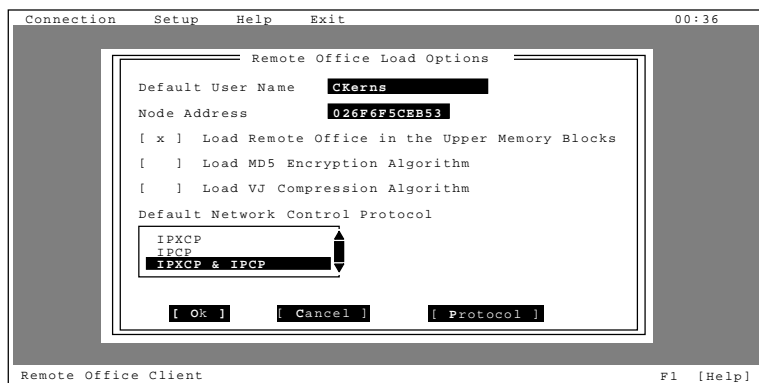 Connection Setup Help Exit 00:36
Remote Office Load Options
Default User Name CKerns
Node Address 026F6F5CEB53
[ x ] Load Remote Office in the Upper Memory Blocks
[ ] Load MD5 Encryption Algorithm
[ ] Load VJ Compression Algorithm
Default Network Control Protocol
IPXCP
IPCP
IPXCP & IPCP
[ Ok ] [ Cancel ] [ Protocol ]
Remote Office Client F1 [Help]